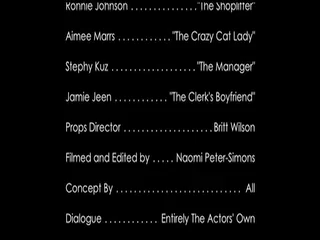 Ronnie Johnson ..............."The Shoplifter"
Aimee Marrs ............"The Crazy Cat Lady"
Stephy Kuz ..................."The Manager"
Jamie Jeen ............."The Clerk's Boyfriend"
Props Director ....................Britt Wilson
Filmed and Edited by ..... Naomi Peter-Simons
Concept By ........................... All
Dialogue ............ Entirely The Actors' Own